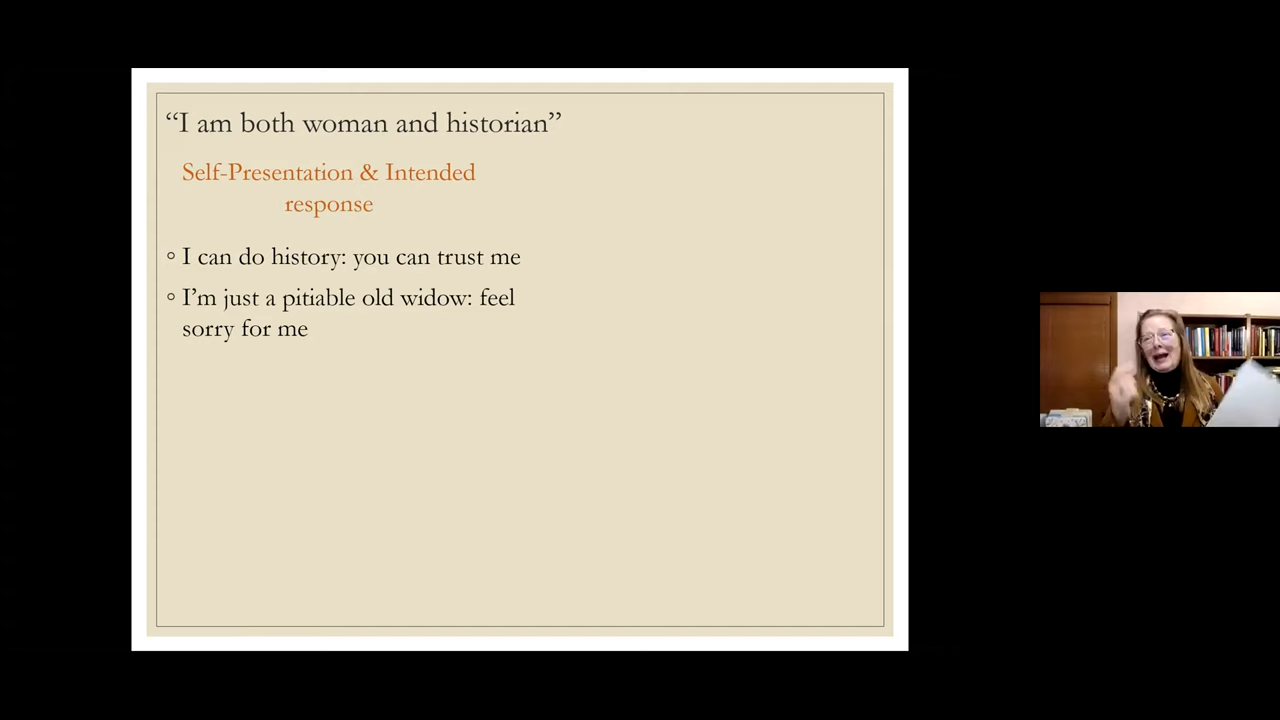 “I am both woman and historian”
Self-Presentation & Intended
response
◦ I can do history: you can trust me
◦ I’m just a pitiable old widow: feel
sorry for me